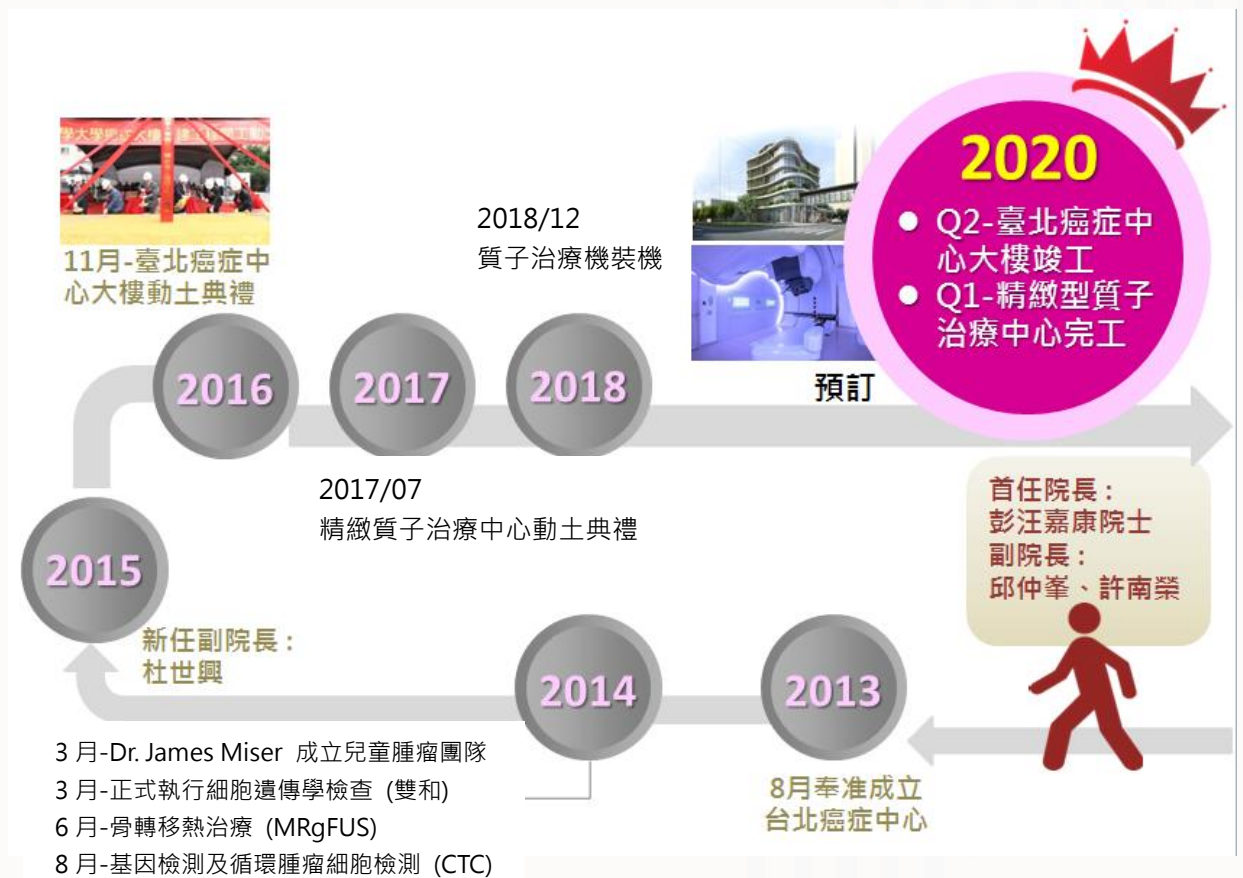 學大學
動工
11月-臺北癌症中
心大樓動土典禮
2018/12
質子治療機裝機
2020
● Q2-臺北癌症中
心大樓竣工
● Q1-精緻型質子
治療中心完工
預訂
2016
2017
2018
2017/07
精緻質子治療中心動土典禮
首任院長：
彭汪嘉康院士
副院長：
邱仲峯、許南榮
2015
新任副院長：
杜世興
2014
2013
8月奉准成立
台北癌症中心
3 月-Dr. James Miser 成立兒童腫瘤團隊
3 月-正式執行細胞遺傳學檢查 (雙和)
6 月-骨轉移熱治療 (MRgFUS)
8 月-基因檢測及循環腫瘤細胞檢測 (CTC)